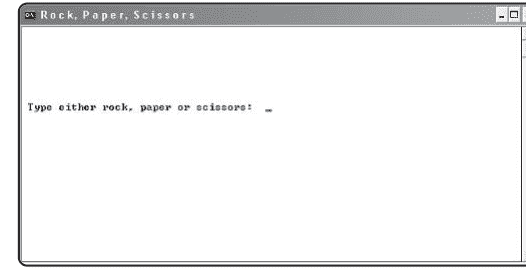 Rock, Paper, Scissors
Type either rock, paper or scissors: _